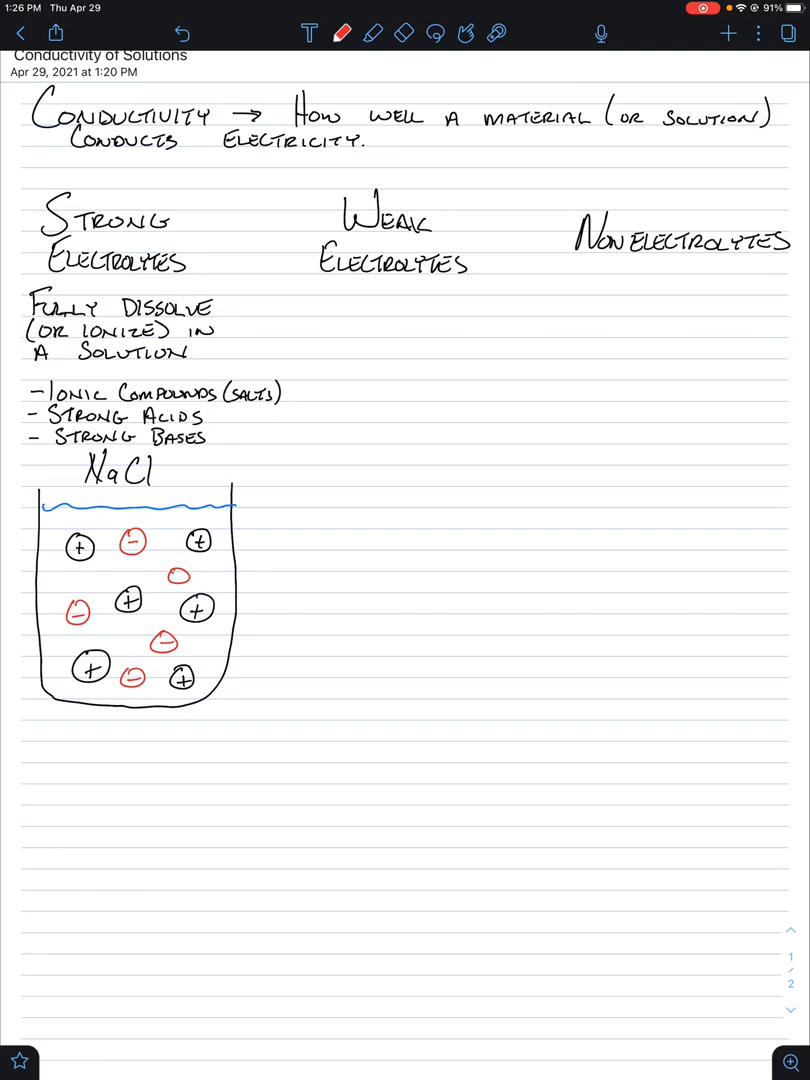 1:26 PM Thu Apr 29
91%
T
Conductivity of Solutions
Apr 29, 2021 at 1:20 PM
CONDUCTIVITY → HOW WELL A MATERIAL (OR SOLUTION)
CONDUCTS ELECTRICITY.
STRONG
ELECTROLYTES
WEAK
ELECTROLYTES
NONELECTROLYTES
FULLY DISSOLVE
(OR IONIZE) IN
A SOLUTION
- IONIC COMPOUNDS (SALTS)
- STRONG ACIDS
- STRONG BASES
NaCl
+ - +
- + +
-
+ - +
1
/
2